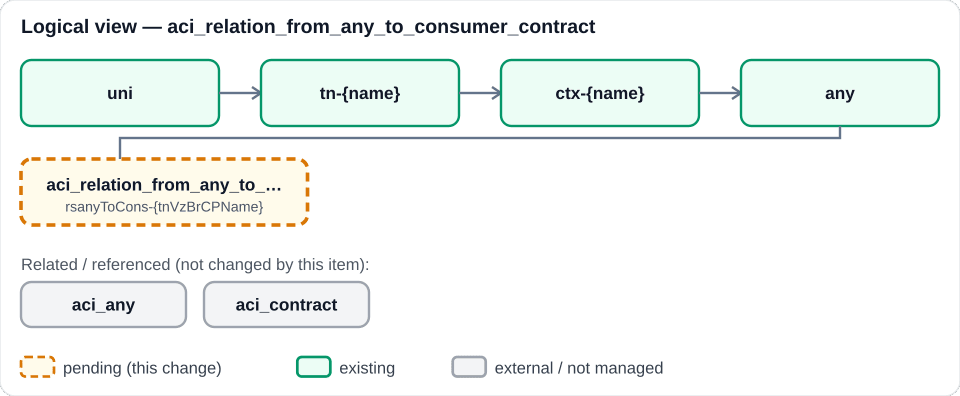 Logical view — aci_relation_from_any_to_consumer_contract
uni
tn-{name}
ctx-{name}
any
aci_relation_from_any_to_…
rsanyToCons-{tnVzBrCPName}
Related / referenced (not changed by this item):
aci_any
aci_contract
pending (this change)
existing
external / not managed